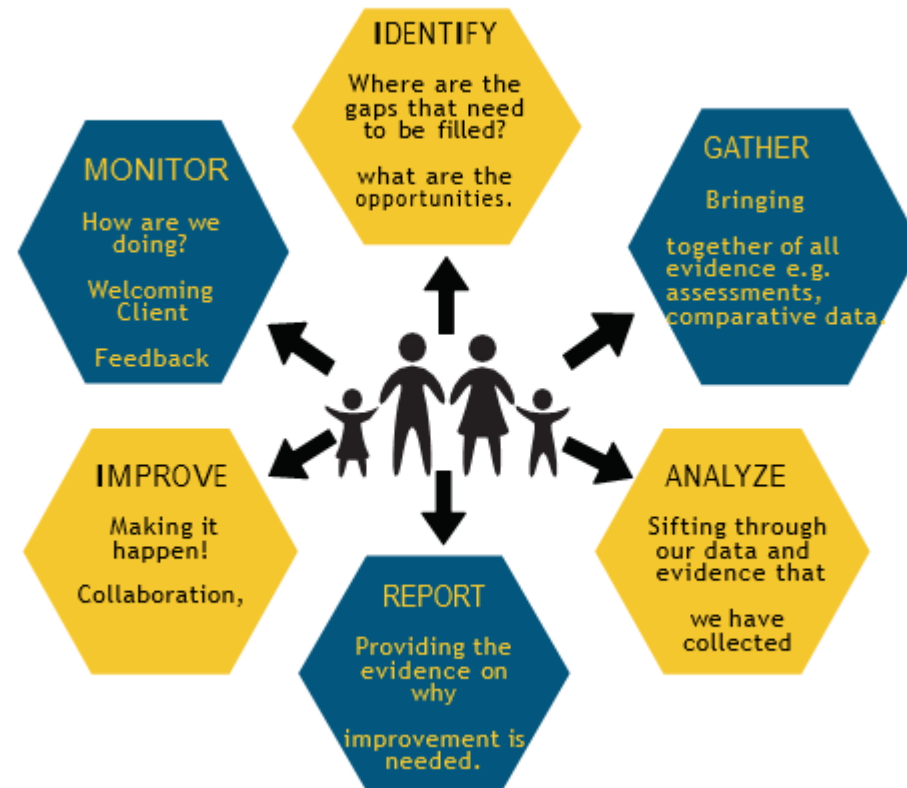 IDENTIFY
Where are the
gaps that need
to be filled?
what are the
opportunities.
GATHER
Bringing
together of all
evidence e.g.
assessments,
comparative data.
ANALYZE
Sifting through
our data and
evidence that
we have
collected
REPORT
Providing the
evidence on
why
improvement is
needed.
IMPROVE
Making it
happen!
Collaboration,
MONITOR
How are we
doing?
Welcoming
Client
Feedback